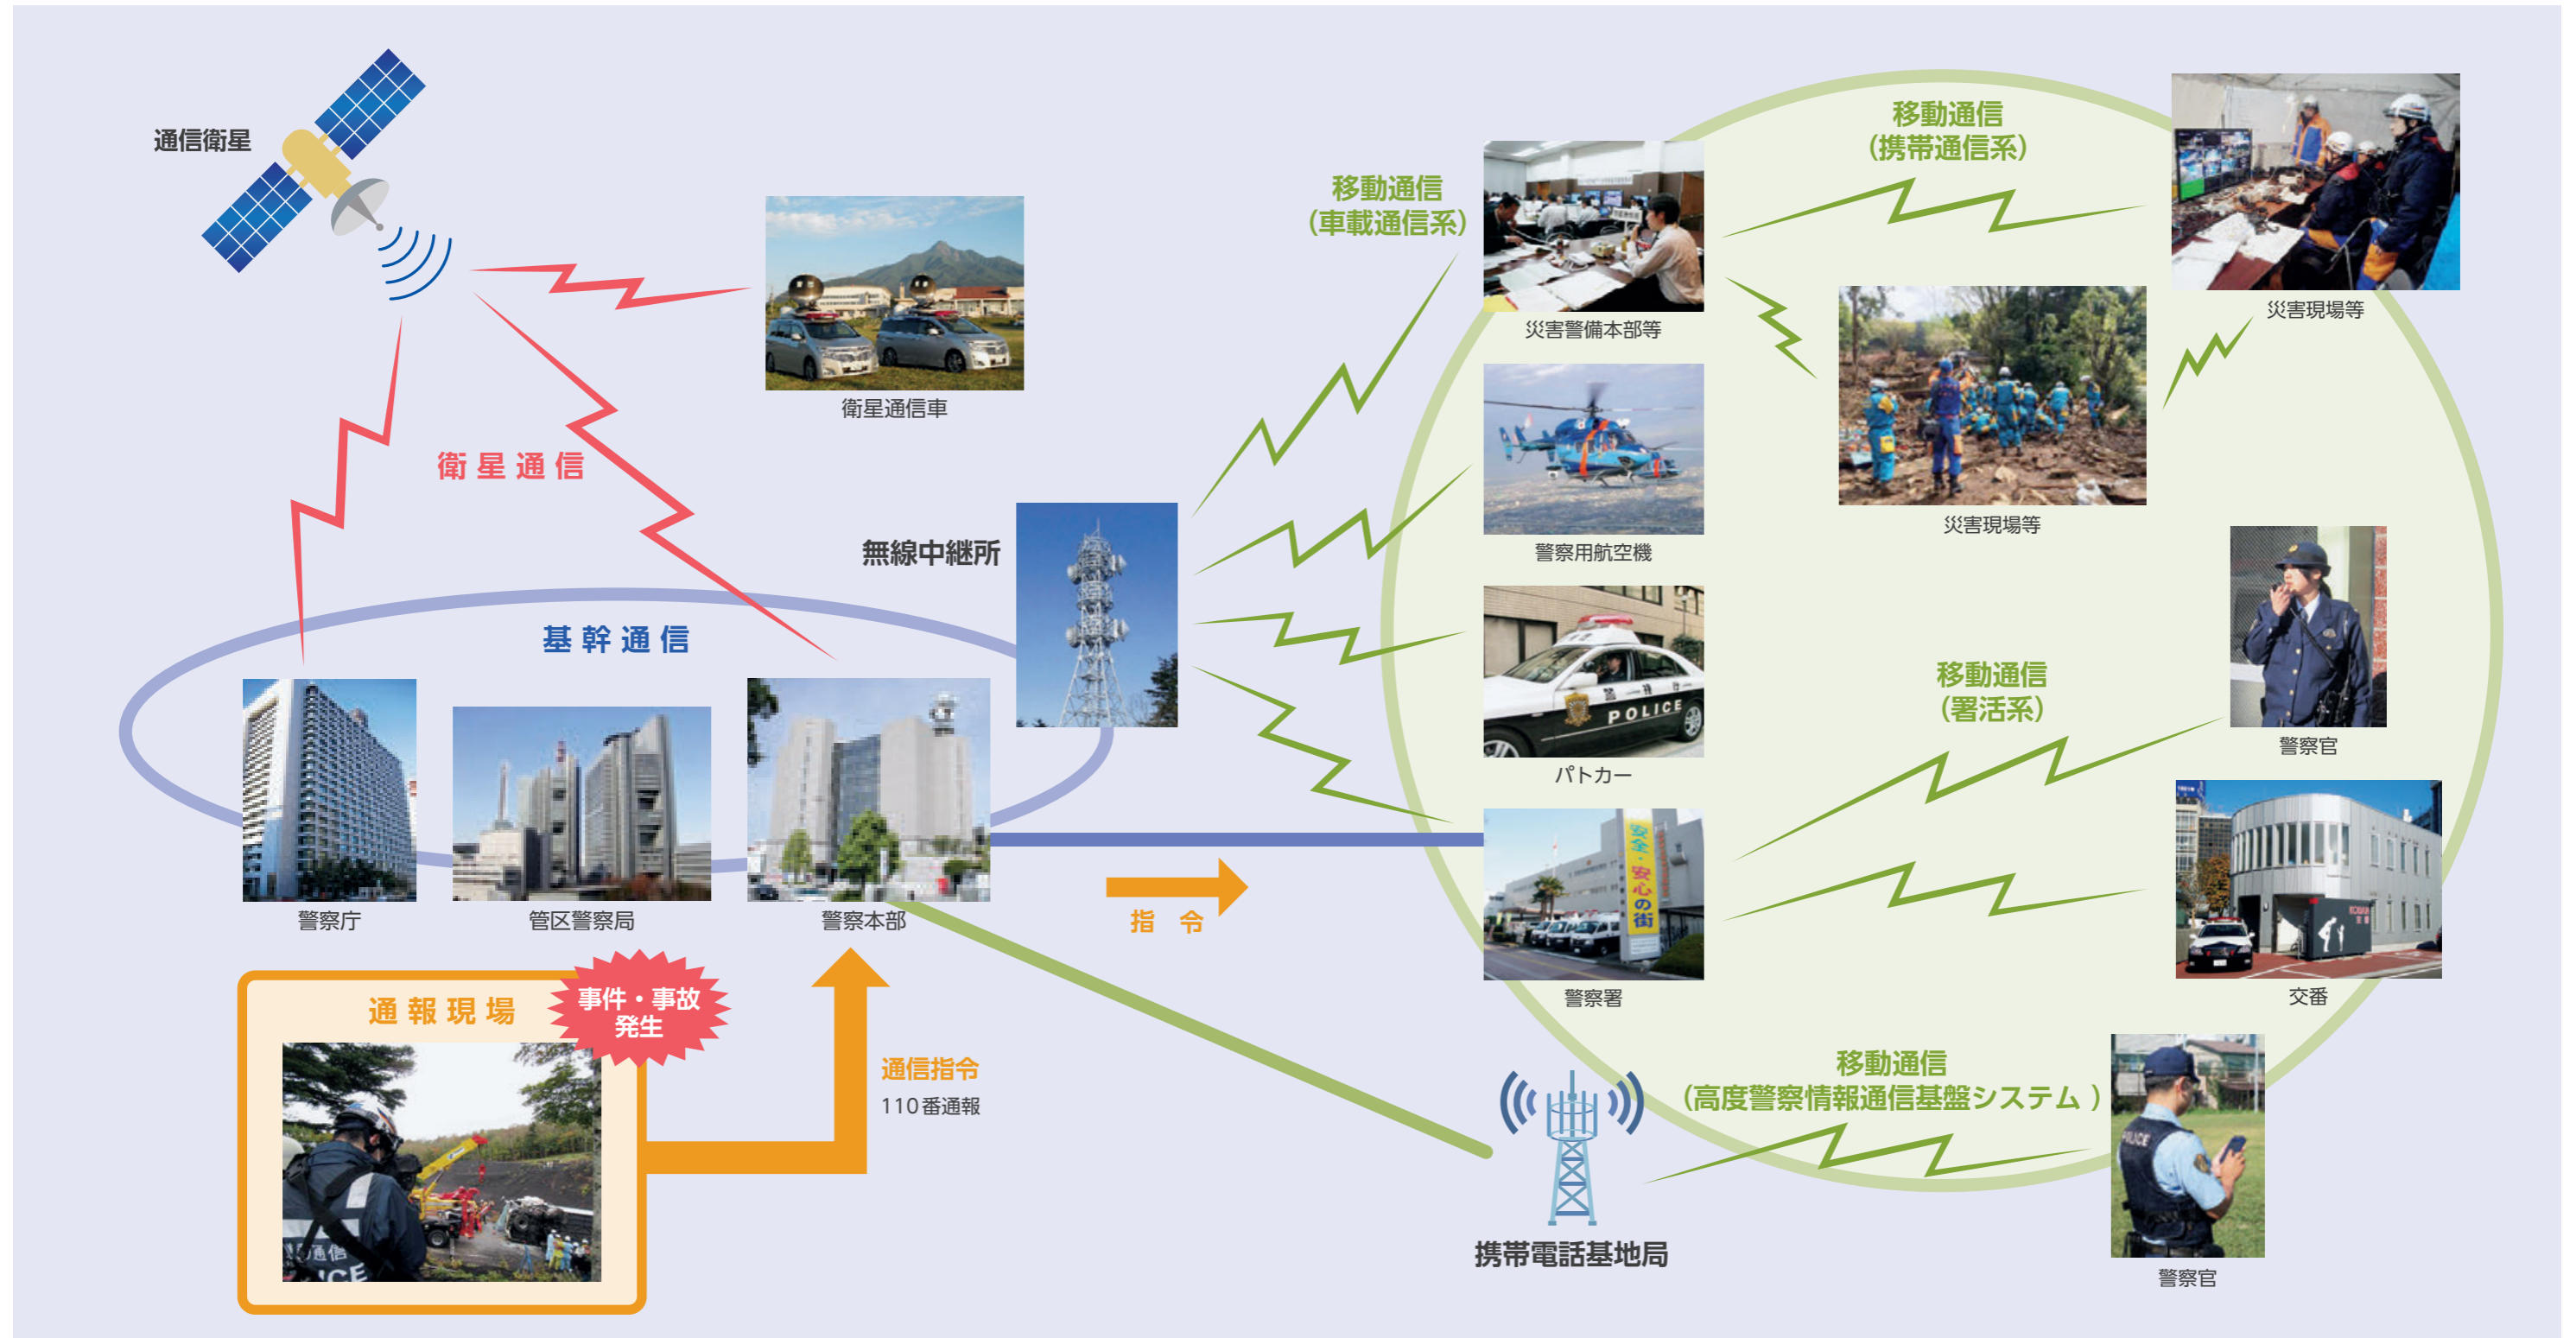 通信衛星
衛星通信車
衛星通信
無線中継所
基幹通信
警察庁
管区警察局
警察本部
通報現場
事件・事故
発生
通信指令
110番通報
指 令
移動通信
(車載通信系)
移動通信
(携帯通信系)
災害警備本部等
災害現場等
災害現場等
警察用航空機
パトカー
POLICE
警察署
安全・安心の街
移動通信
(署活系)
警察官
交番
移動通信
(高度警察情報通信基盤システム)
携帯電話基地局
警察官
POLICE
通信